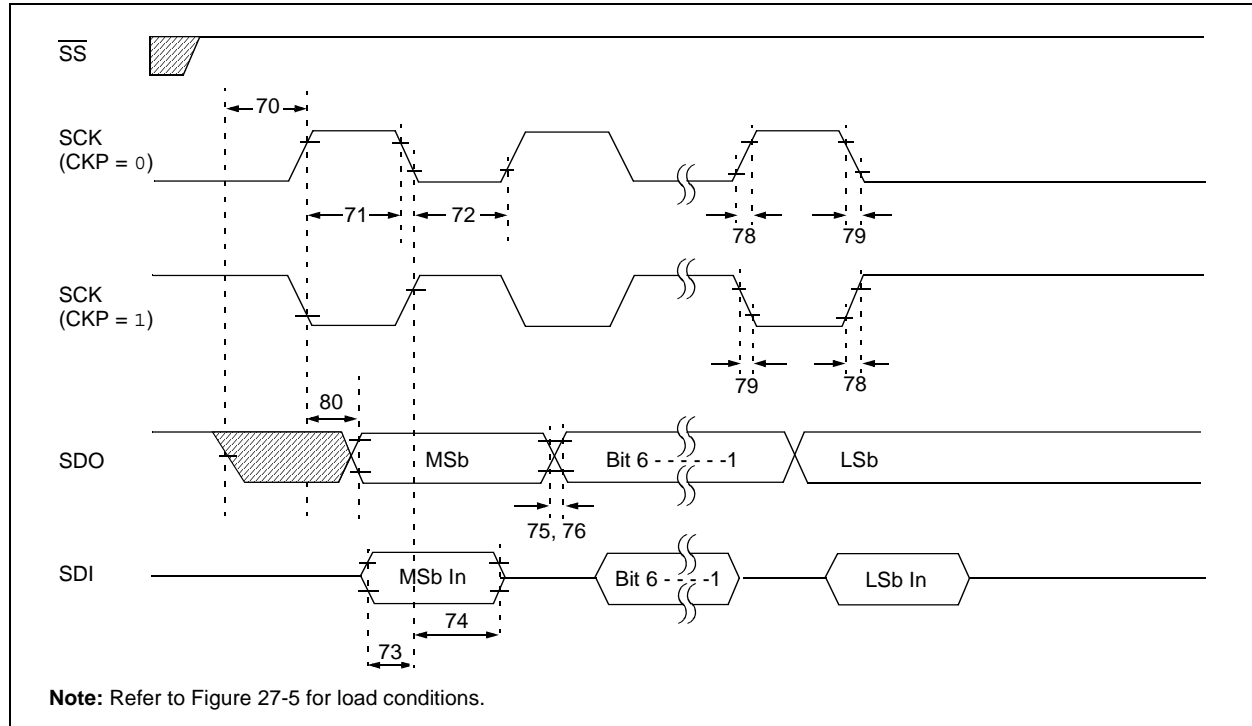 SS
70
SCK
(CKP = 0)
71
72
78
79
SCK
(CKP = 1)
79
78
80
SDO
MSb
Bit 6 - - - - - -1
LSb
75, 76
SDI
MSb In
Bit 6 - - - - -1
LSb In
74
73
Note: Refer to Figure 27-5 for load conditions.